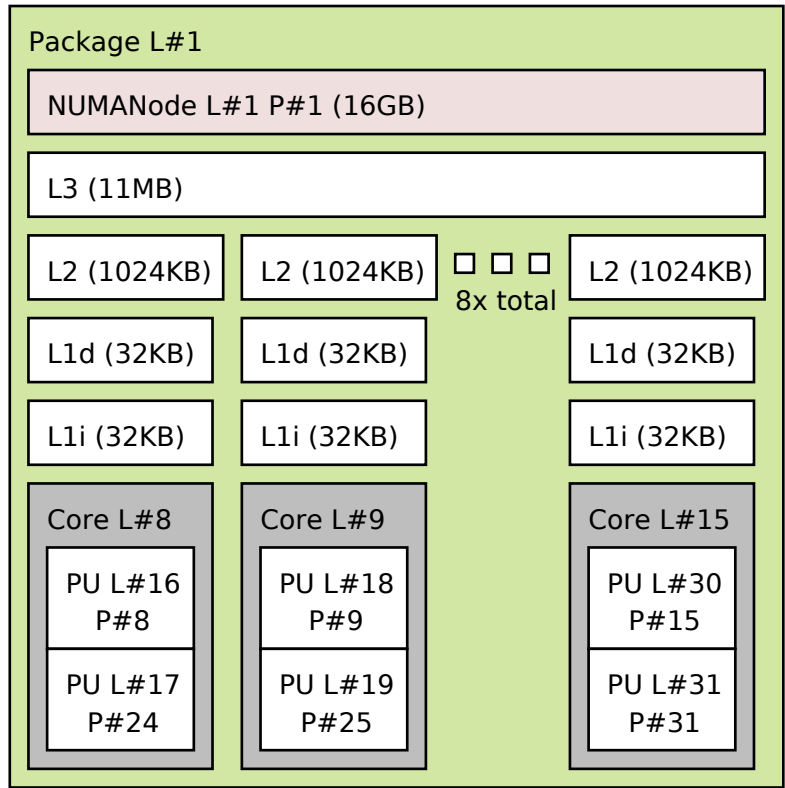 Package L#1
NUMANode L#1 P#1 (16GB)
L3 (11MB)
L2 (1024KB) L2 (1024KB) L2 (1024KB)
8x total
L1d (32KB) L1d (32KB) L1d (32KB)
L1i (32KB) L1i (32KB) L1i (32KB)
Core L#8 Core L#9 Core L#15
PU L#16 PU L#18 PU L#30
P#8 P#9 P#15
PU L#17 PU L#19 PU L#31
P#24 P#25 P#31